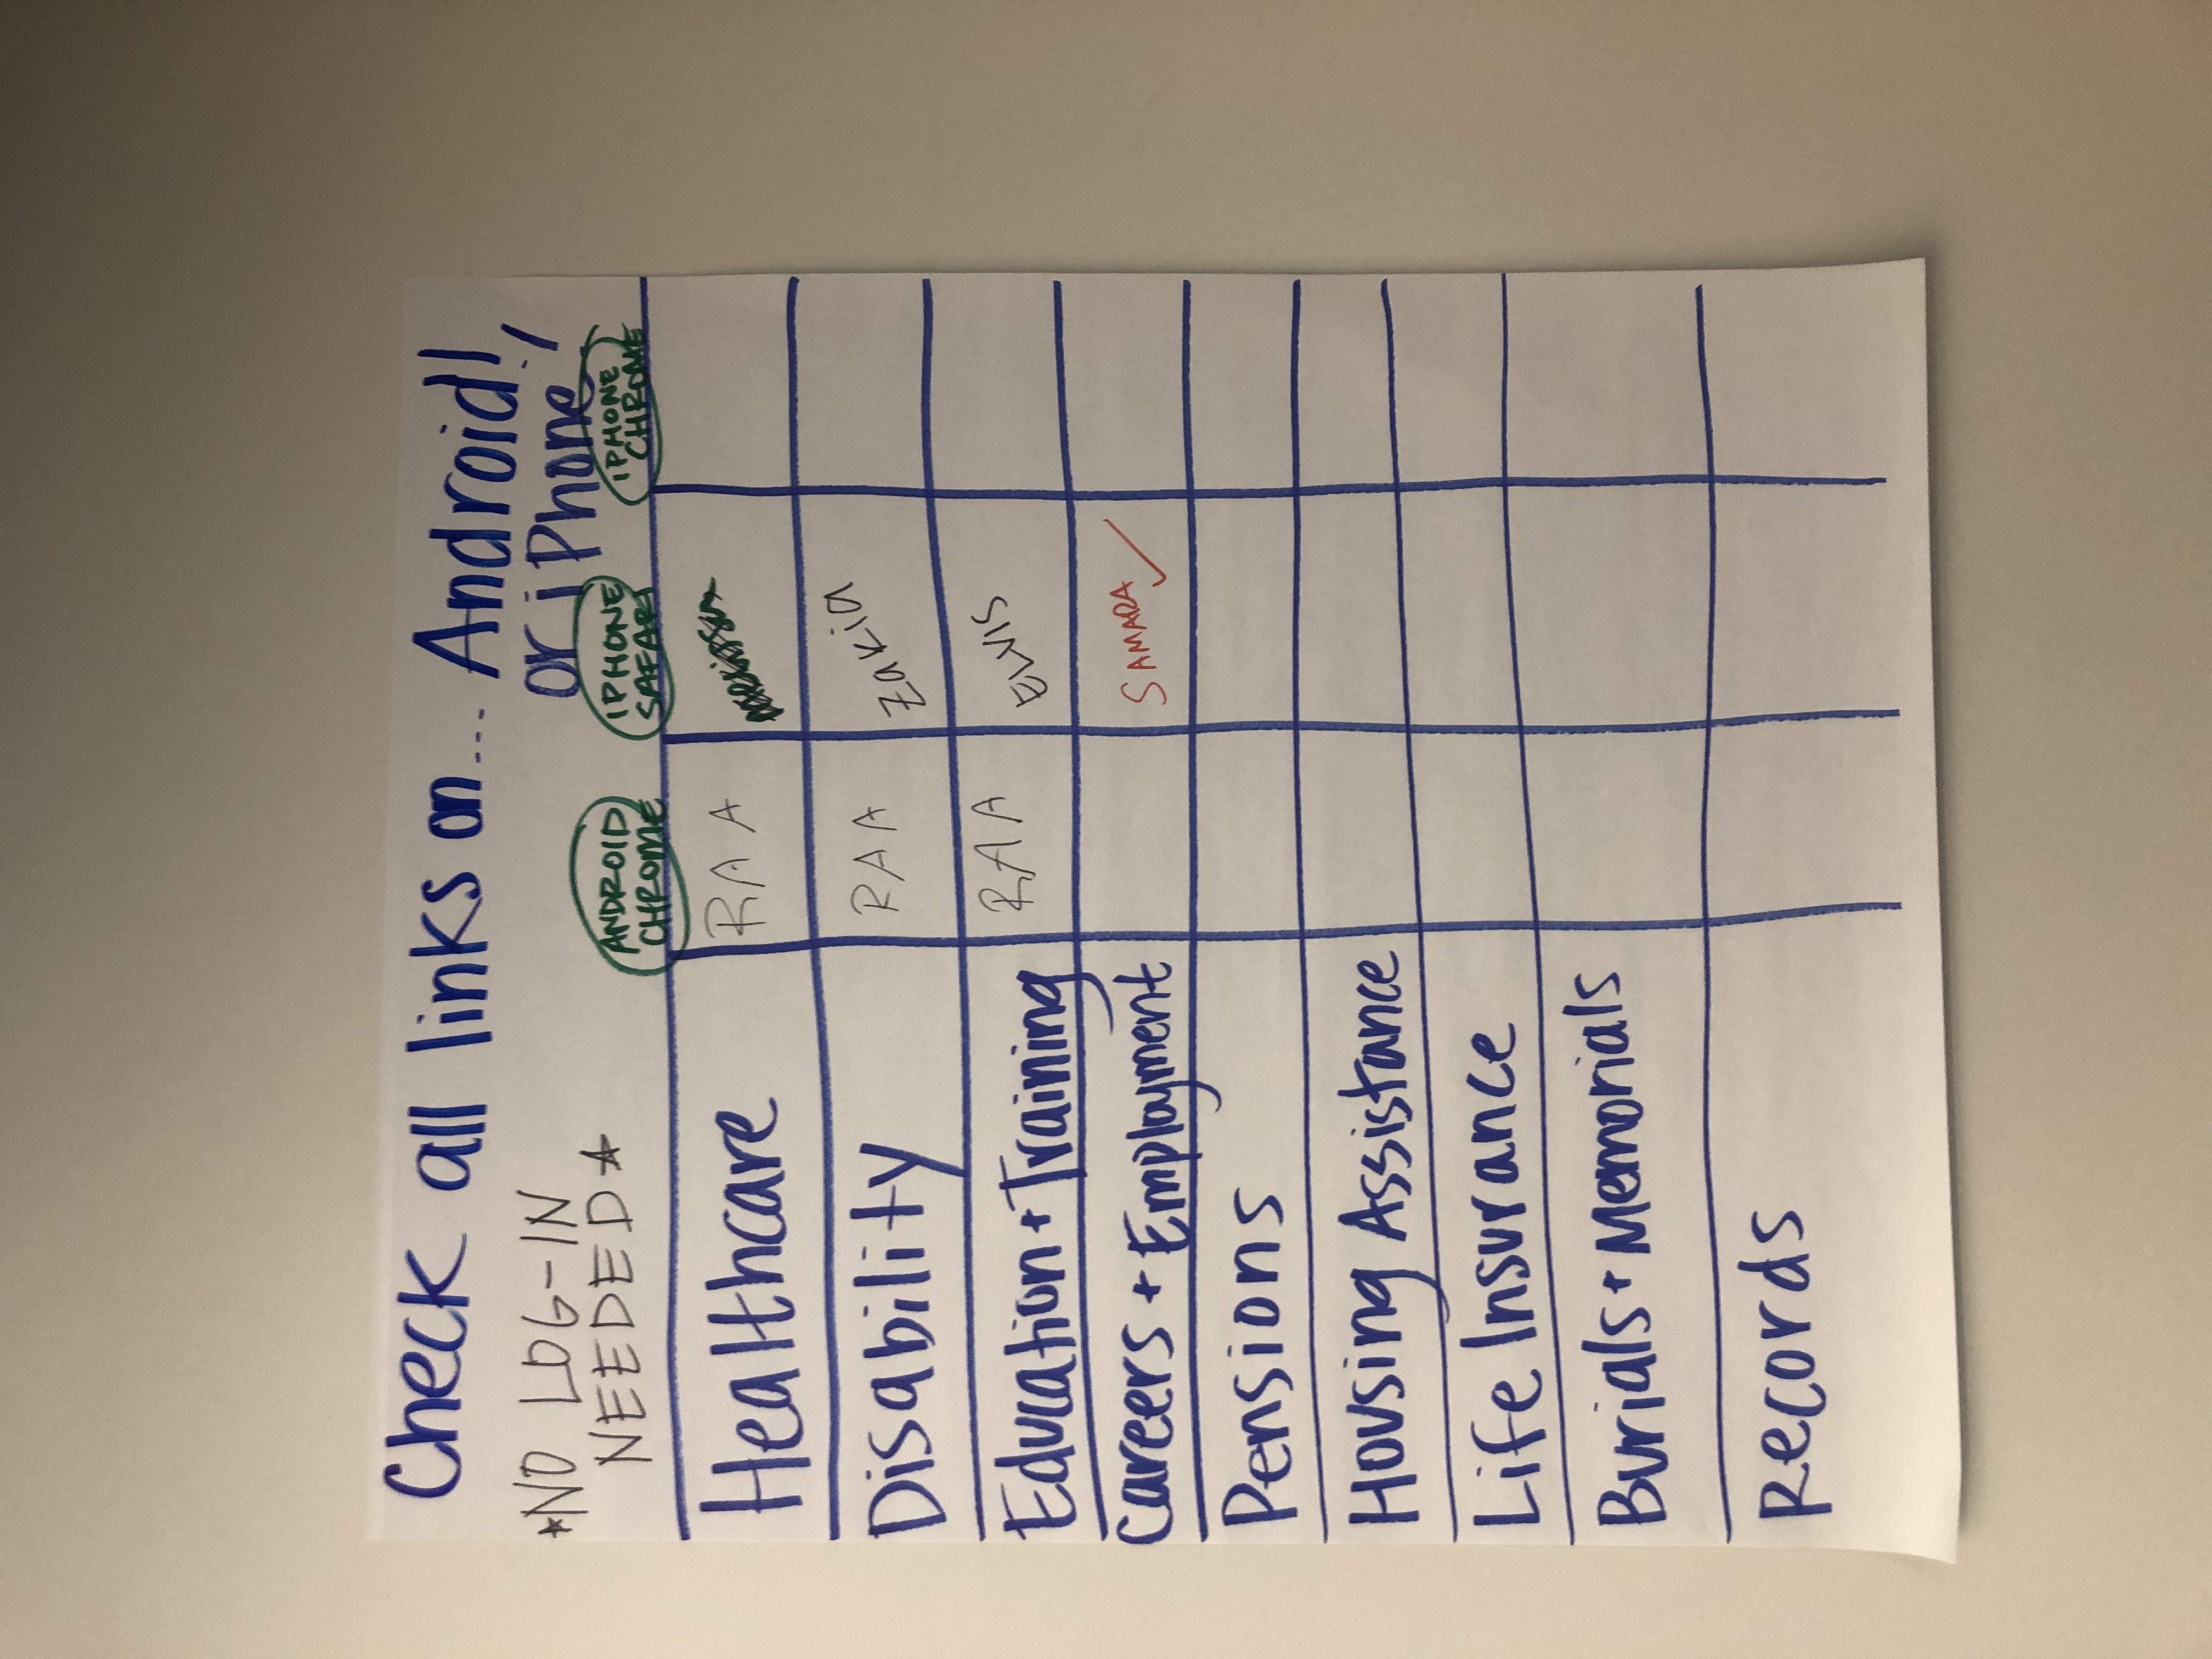 Check all links on... Android!,
or iPhone!
*NO LOG-IN
NEEDED*
ANDROID
CHROME
IPHONE
SAFARI
IPHONE
CHROME
Healthcare RAA
Disability RAA Zakia
Education + Training RAA ELVIS
Careers + Employment SAMARA ✓
Pensions
Housing Assistance
Life Insurance
Burials + Memorials
Records